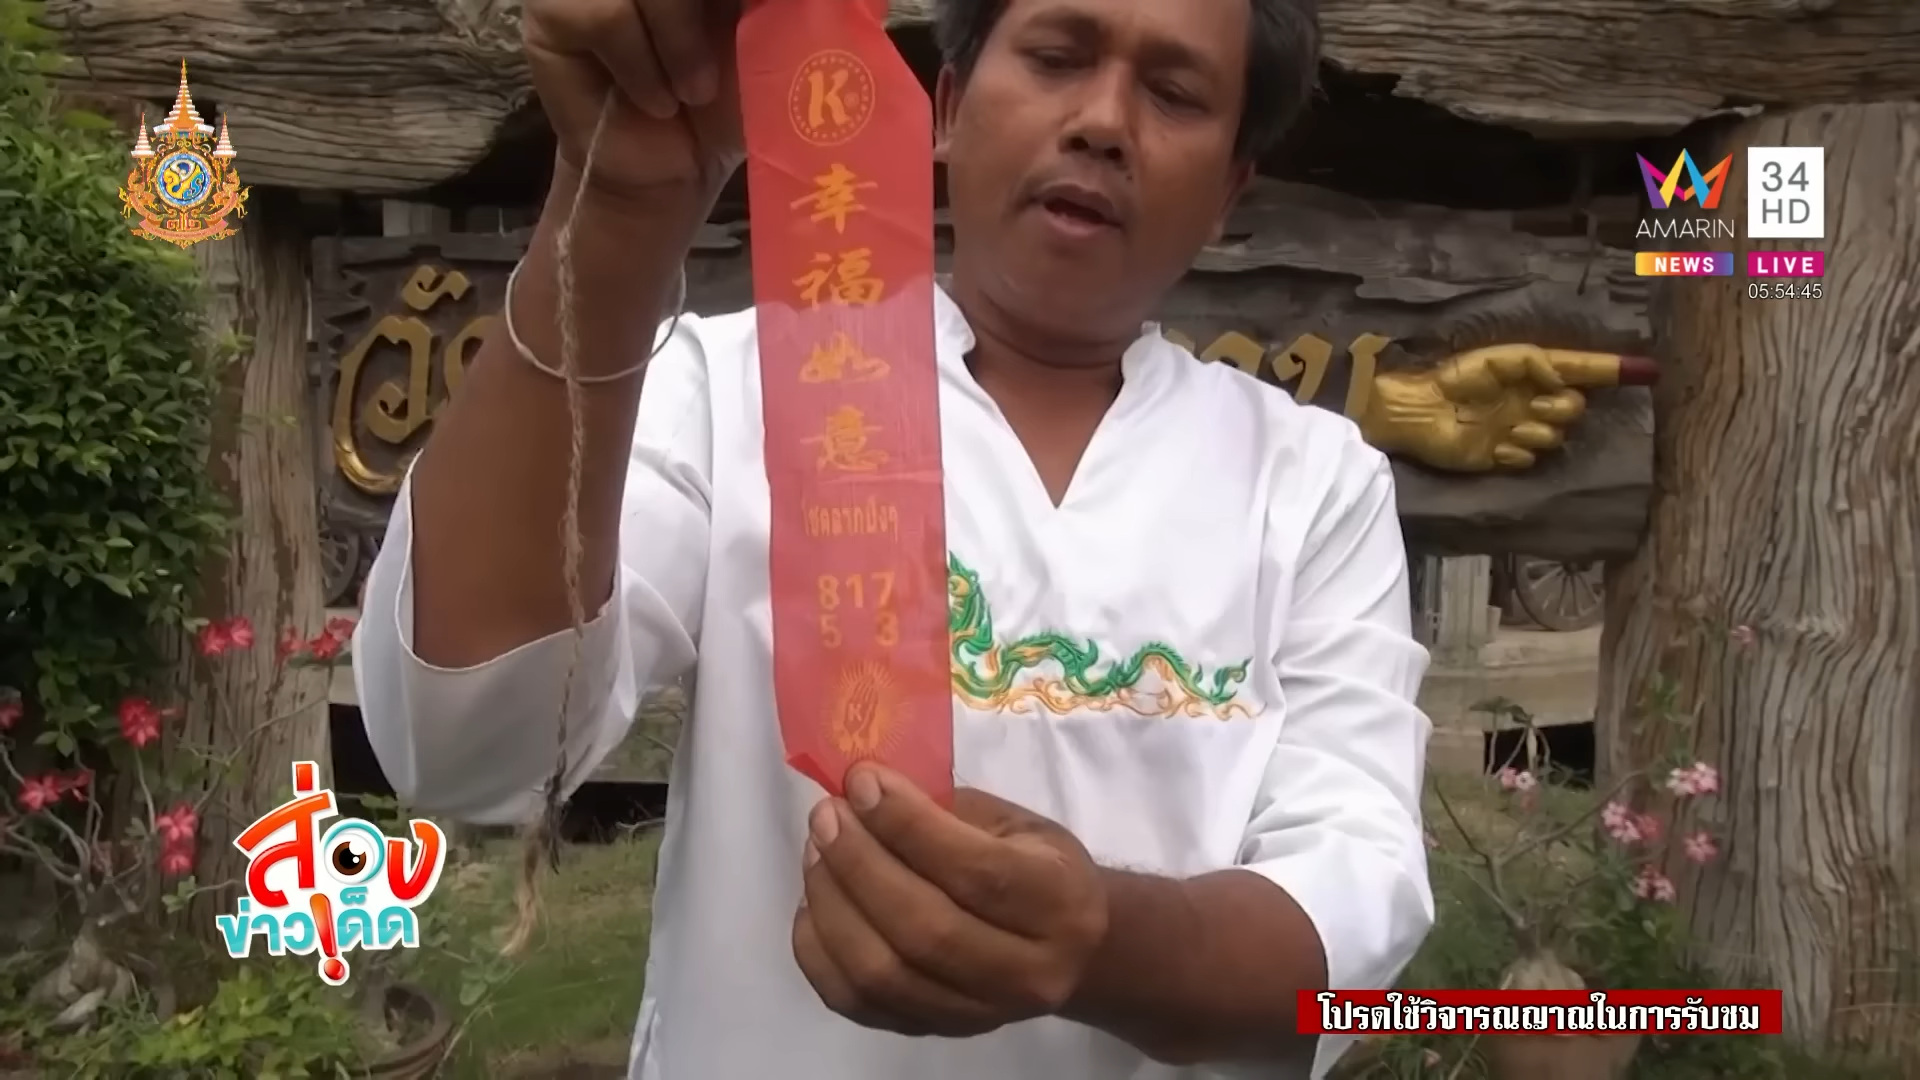 K
幸
福
如
意
โชคลาภปังๆ
817
5 3
K
วัด
AMARIN
34
HD
NEWS
LIVE
05:54:45
ส่อง
ข่าว!เด็ด
โปรดใช้วิจารณญาณในการรับชม